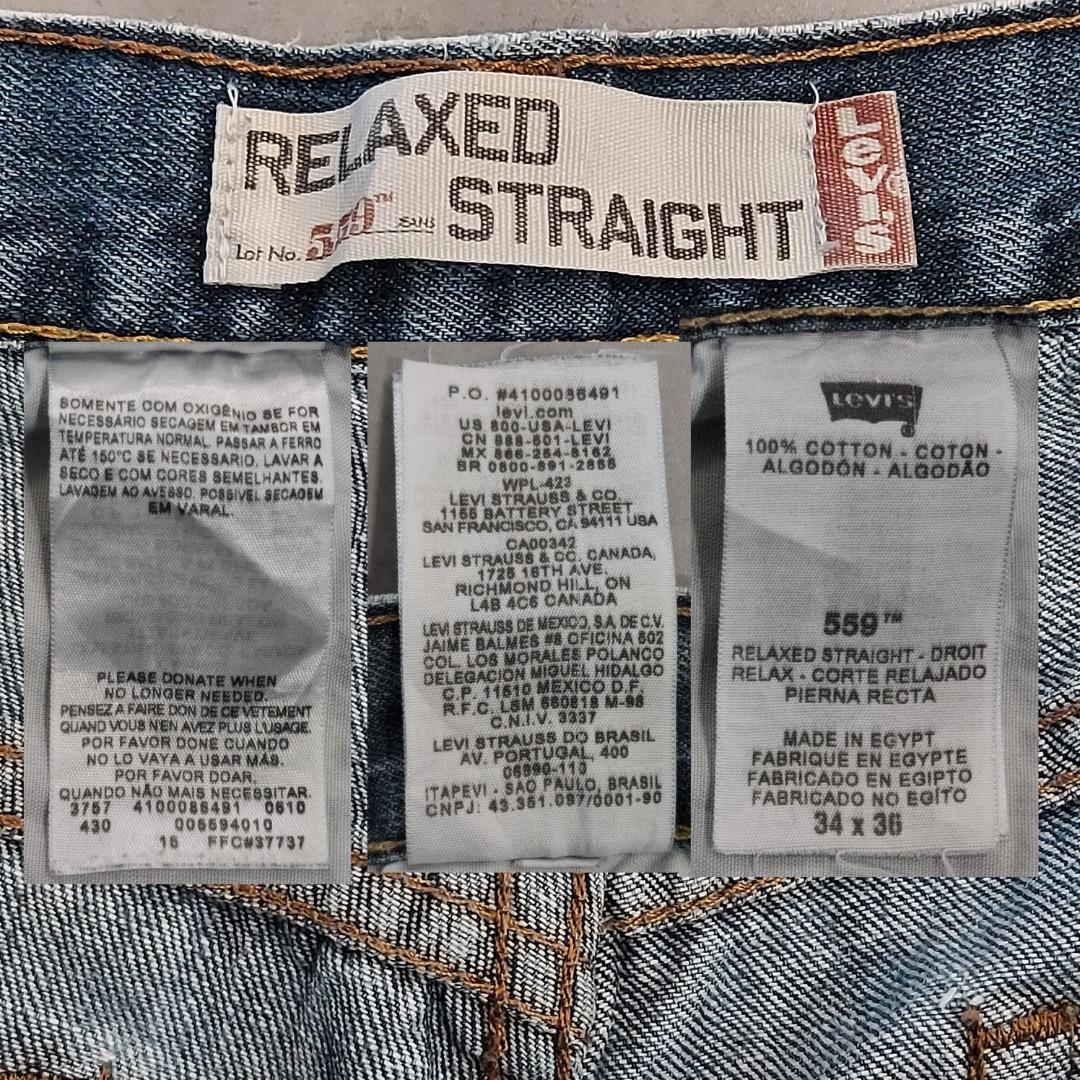 RELAXED
STRAIGHT
Lot No. 559™ JEANS
Levi's®
SOMENTE COM OXIGÊNIO SE FOR
NECESSÁRIO SECAGEM EM TAMBOR EM
TEMPERATURA NORMAL. PASSAR A FERRO
ATÉ 150°C SE NECESSARIO. LAVAR A
SECO E COM CORES SEMELHANTES.
LAVAGEM AO AVESSO. POSSIVEL SECAGEM
EM VARAL.
PLEASE DONATE WHEN
NO LONGER NEEDED.
PENSEZ A FAIRE DON DE CE VETEMENT
QUAND VOUS N'EN AVEZ PLUS L'USAGE.
POR FAVOR DONE CUANDO
NO LO VAYA A USAR MÁS.
POR FAVOR DOAR.
QUANDO NÃO MAIS NECESSITAR.
3757 4100086491 0610
430 005594010
15 FFC#37737
P.O. #4100086491
levi.com
US 800-USA-LEVI
CN 888-501-LEVI
MX 866-254-8162
BR 0800-891-2855
WPL-423
LEVI STRAUSS & CO.
1155 BATTERY STREET
SAN FRANCISCO, CA 94111 USA
CA00342
LEVI STRAUSS & CO. CANADA,
1725 16TH AVE.
RICHMOND HILL, ON
L4B 4C6 CANADA
LEVI STRAUSS DE MEXICO, S.A. DE C.V.
JAIME BALMES #8 OFICINA 602
COL. LOS MORALES POLANCO
DELEGACION MIGUEL HIDALGO
C.P. 11510 MEXICO D.F.
R.F.C. LSM 660818 M-98
C.N.I.V. 3337
LEVI STRAUSS DO BRASIL
AV. PORTUGAL, 400
06690-110
ITAPEVI - SAO PAULO, BRASIL
CNPJ: 43.351.097/0001-90
LEVI'S®
100% COTTON - COTON -
ALGODÓN - ALGODÃO
559™
RELAXED STRAIGHT - DROIT
RELAX - CORTE RELAJADO
PIERNA RECTA
MADE IN EGYPT
FABRIQUE EN EGYPTE
FABRICADO EN EGIPTO
FABRICADO NO EGÍTO
34 x 36